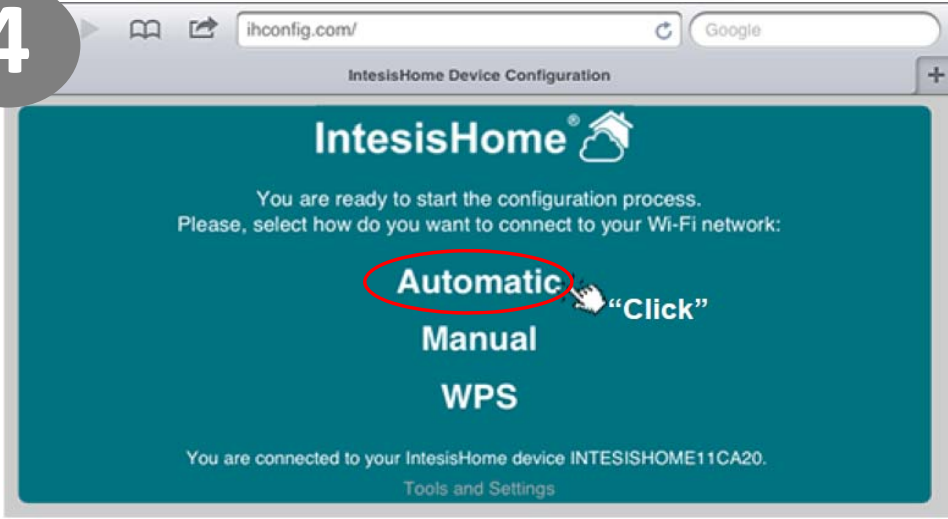 4
ihconfig.com/
Google
IntesisHome Device Configuration
+
IntesisHome®
You are ready to start the configuration process.
Please, select how do you want to connect to your Wi-Fi network:
Automatic
“Click”
Manual
WPS
You are connected to your IntesisHome device INTESISHOME11CA20.
Tools and Settings